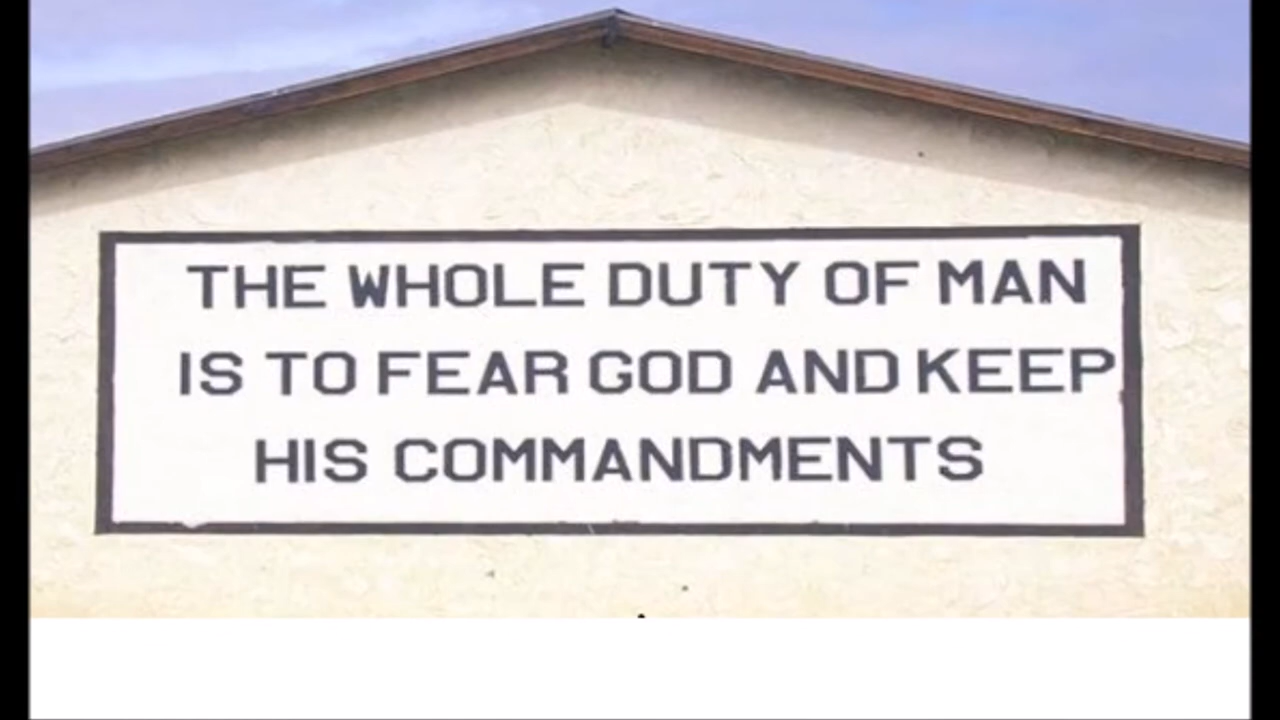 THE WHOLE DUTY OF MAN
IS TO FEAR GOD AND KEEP
HIS COMMANDMENTS